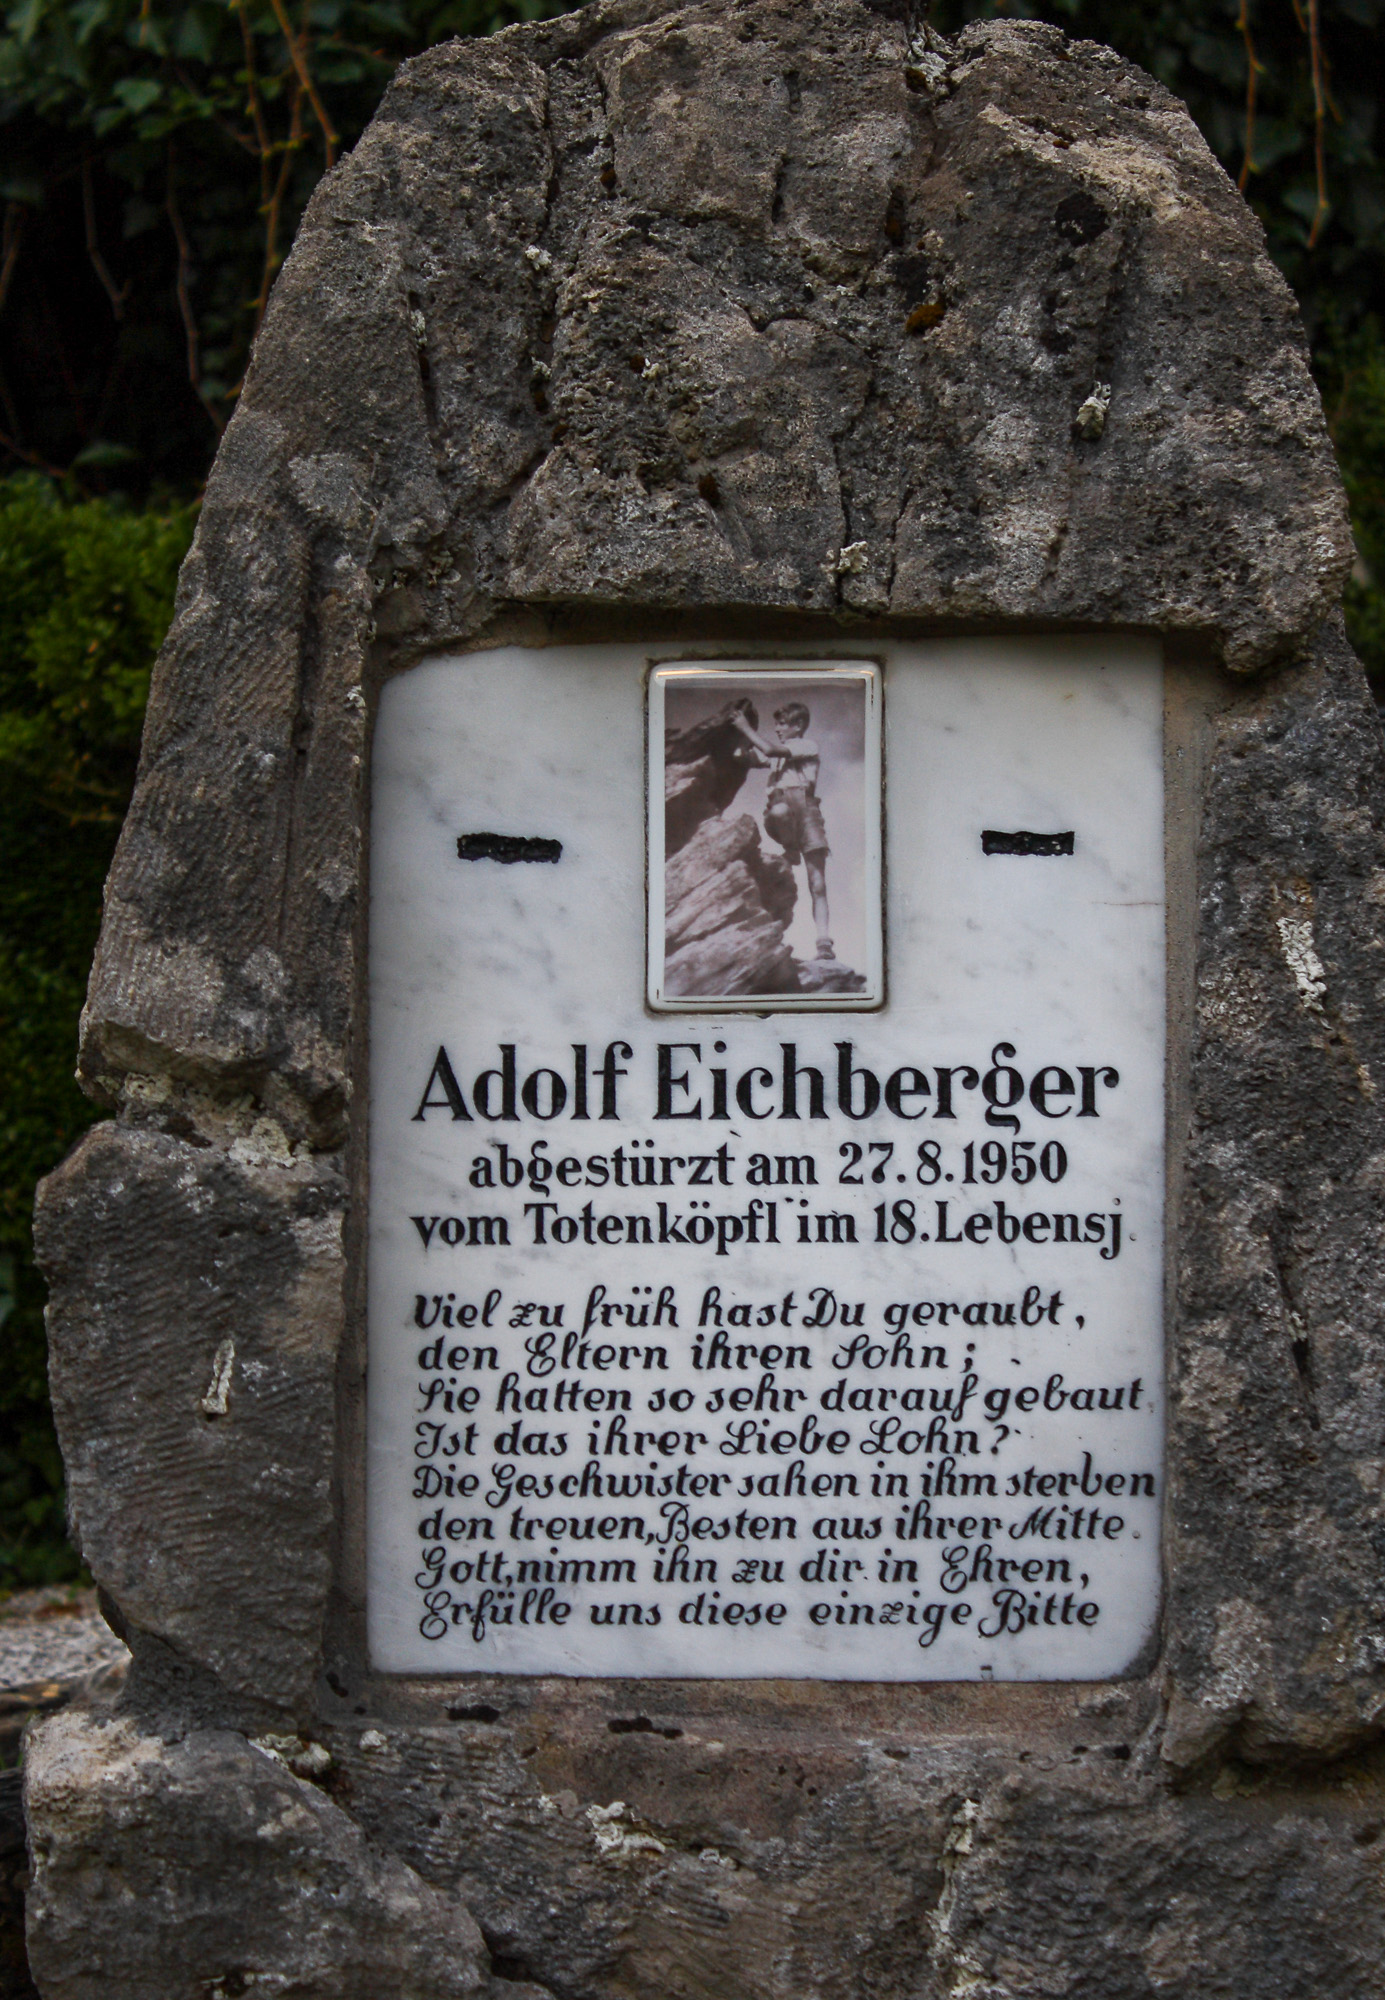 Adolf Eichberger
abgestürzt am 27.8.1950
vom Totenköpfl im 18.Lebensj.
Viel zu früh hast Du geraubt,
den Eltern ihren Sohn;
Sie hatten so sehr darauf gebaut.
Ist das ihrer Liebe Lohn?
Die Geschwister sahen in ihm sterben
den treuen, Besten aus ihrer Mitte.
Gott, nimm ihn zu dir in Ehren,
Erfülle uns diese einzige Bitte